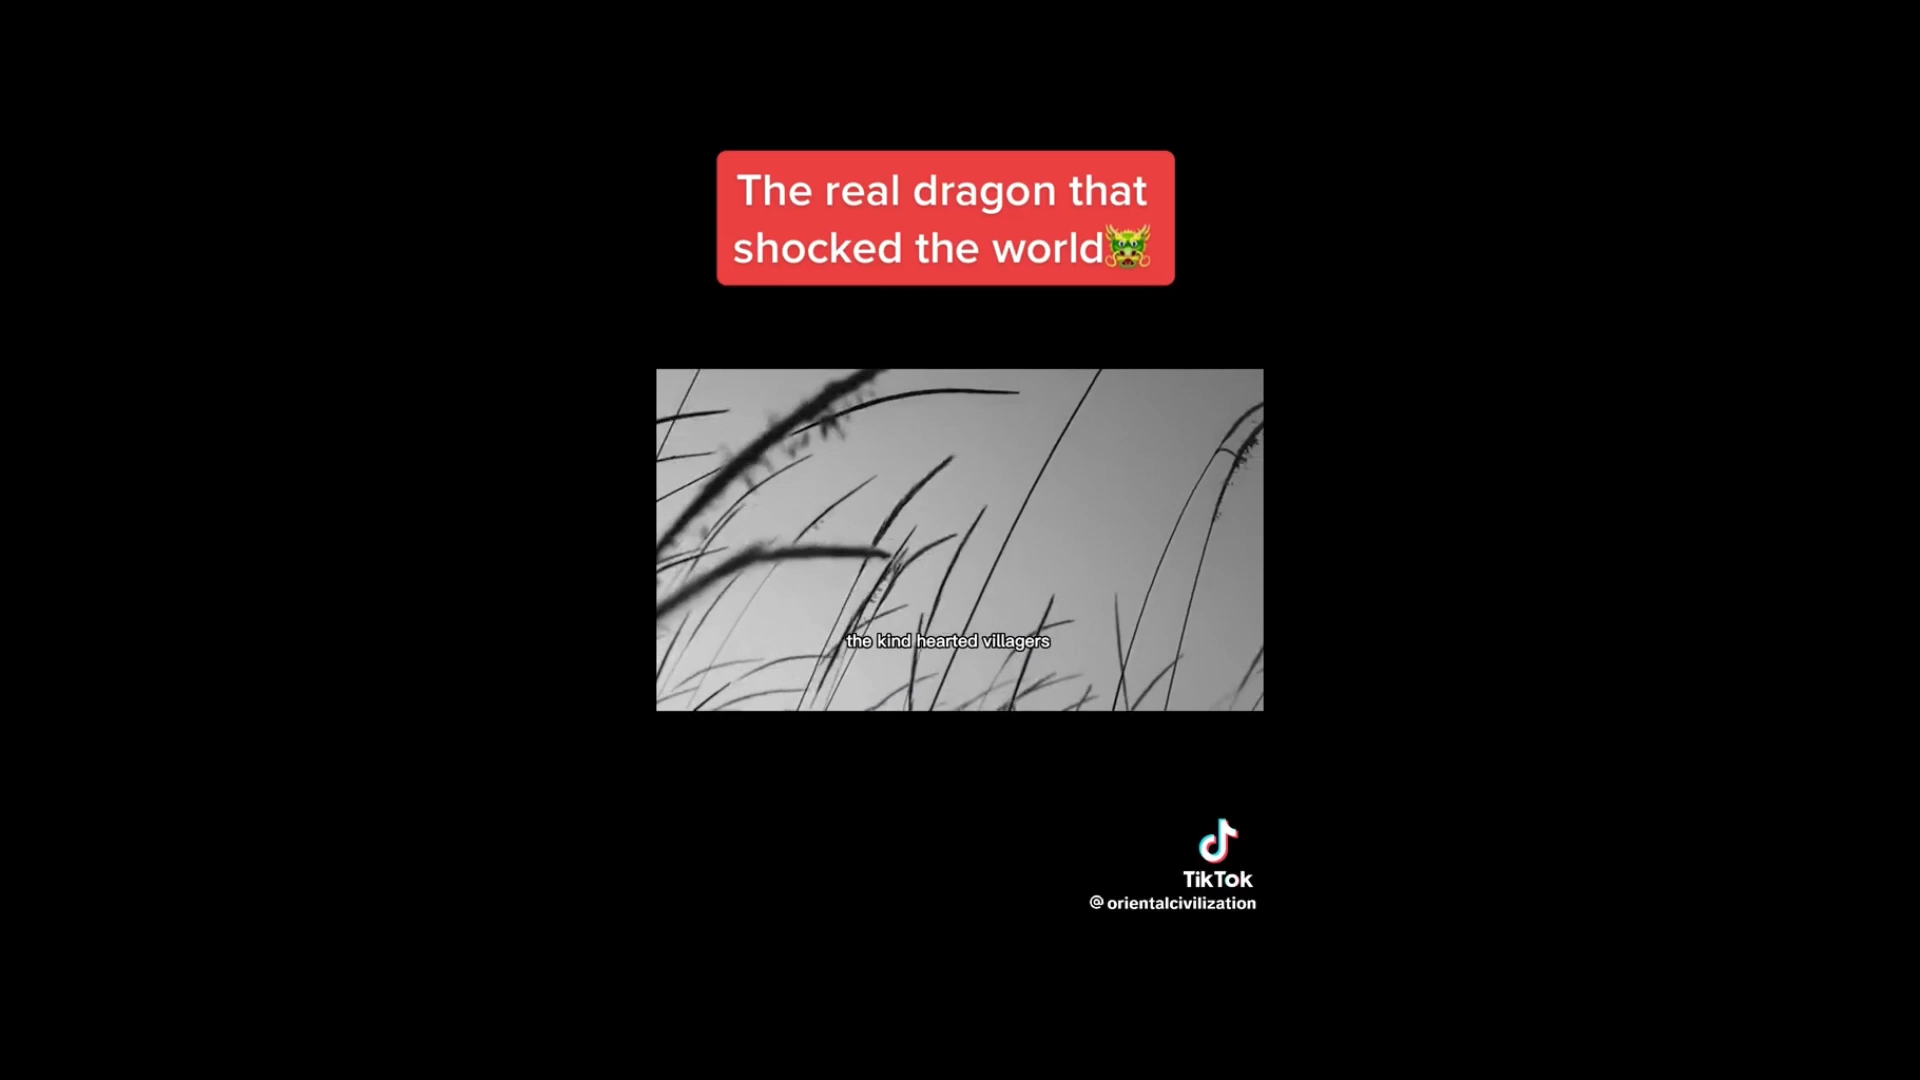 The real dragon that
shocked the world🐲
the kind hearted villagers
TikTok
@orientalcivilization